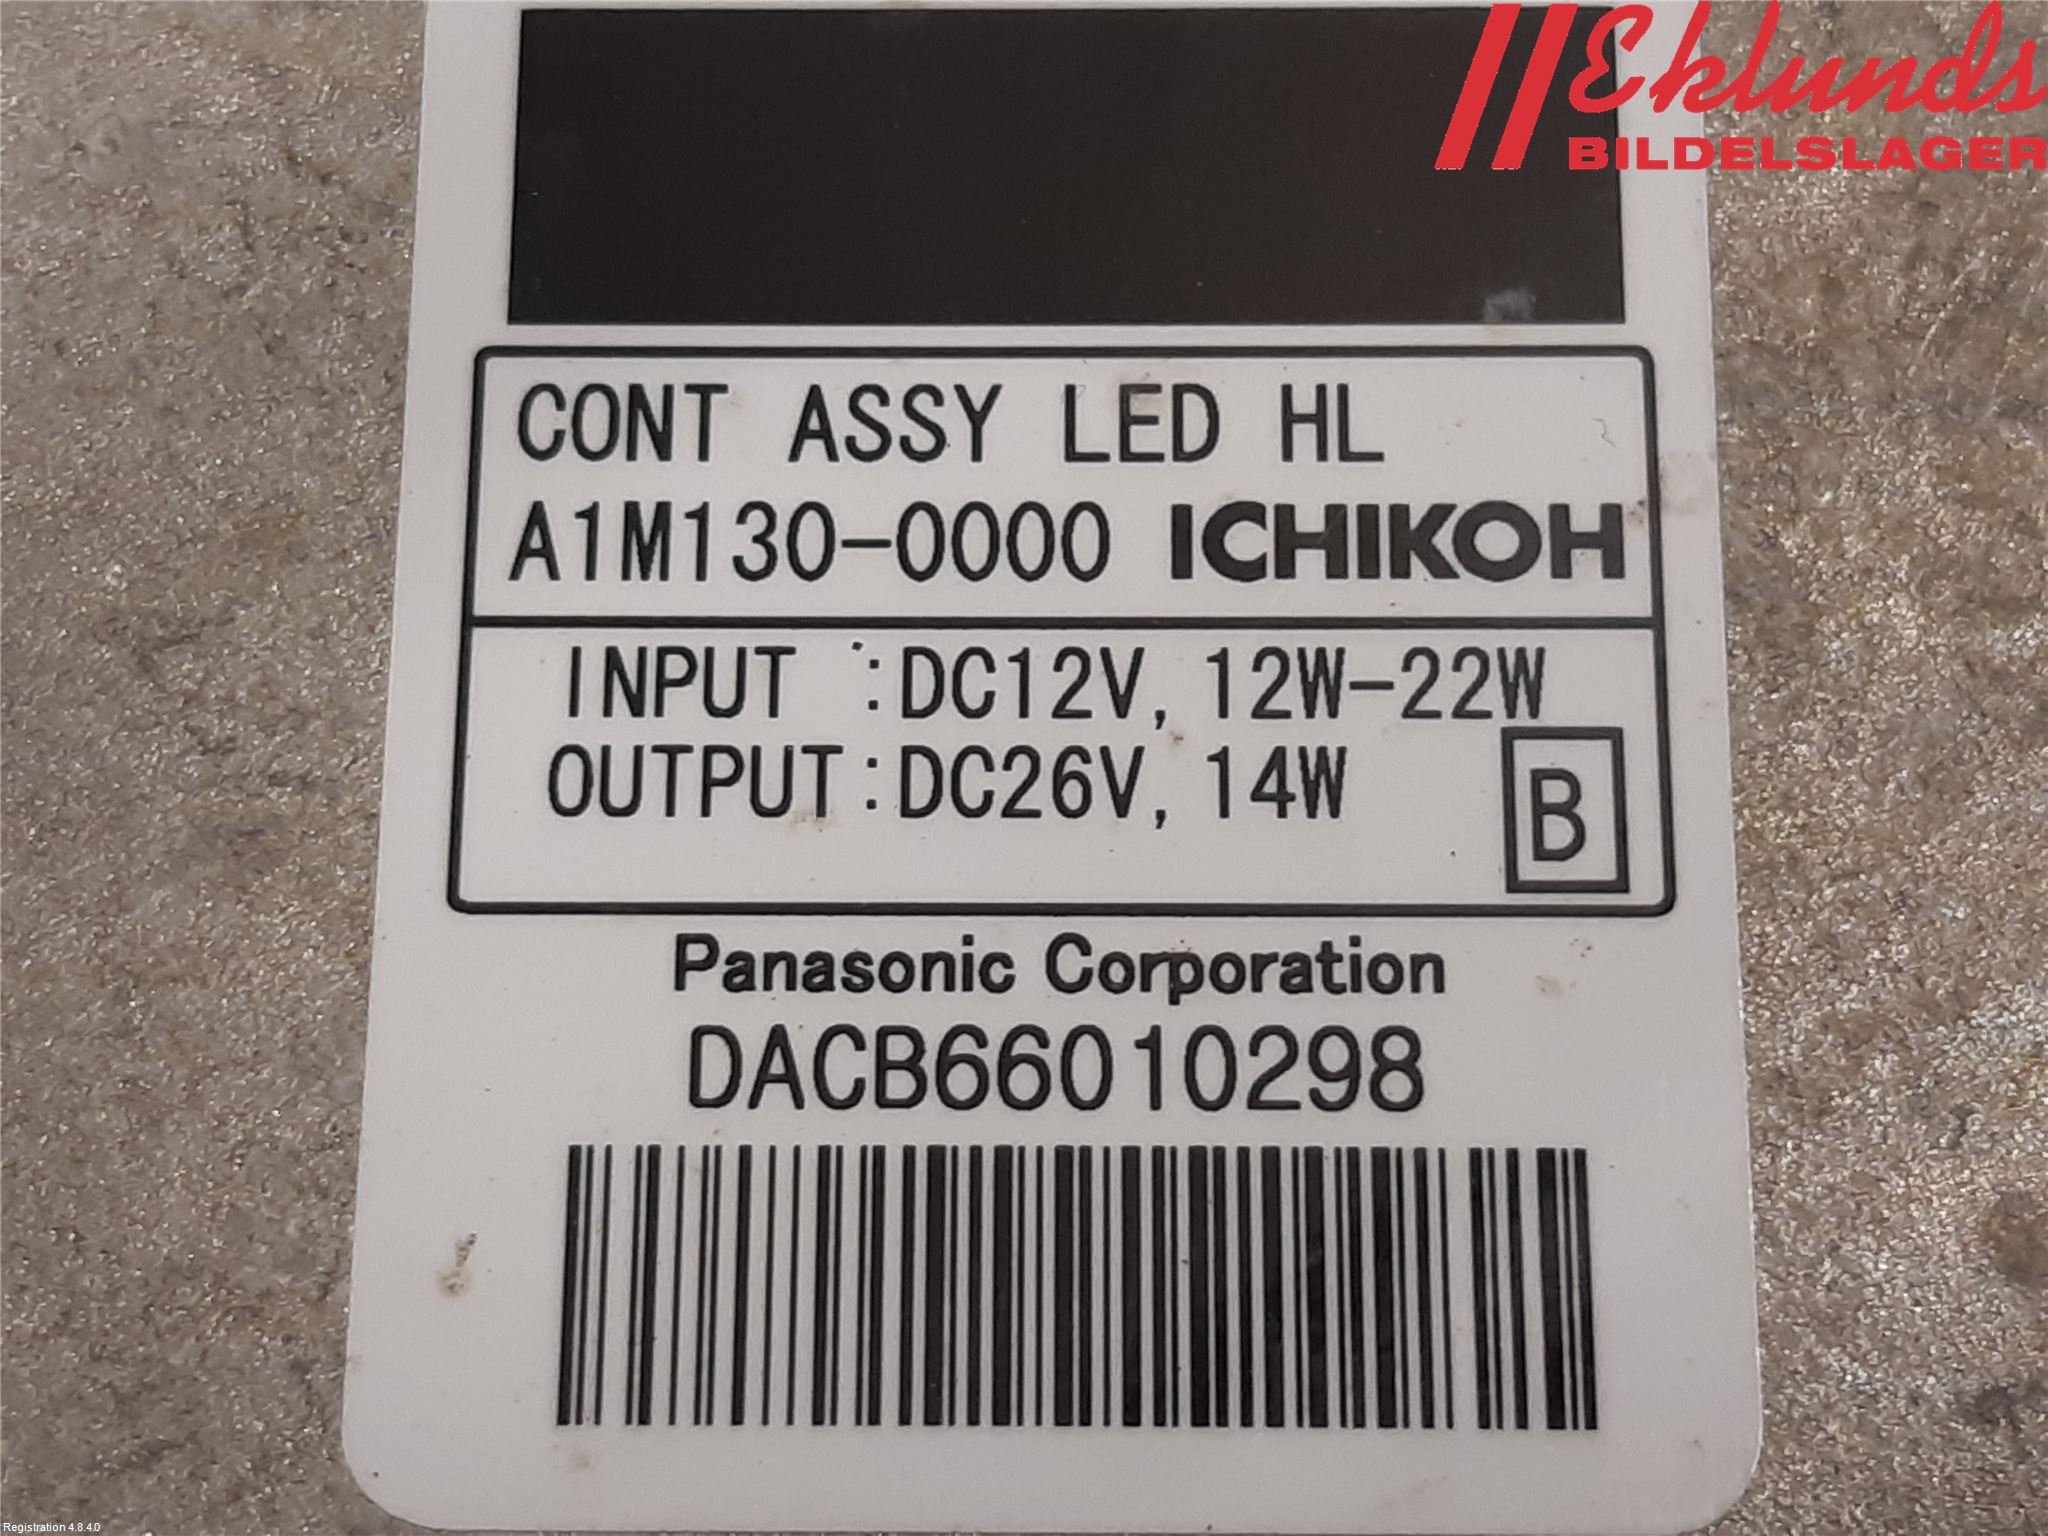 Eklunds
BILDELSLAGER
CONT ASSY LED HL
A1M130-0000 ICHIKOH
INPUT :DC12V, 12W-22W
OUTPUT:DC26V, 14W
B
Panasonic Corporation
DACB66010298
Registration 4.8.4.0